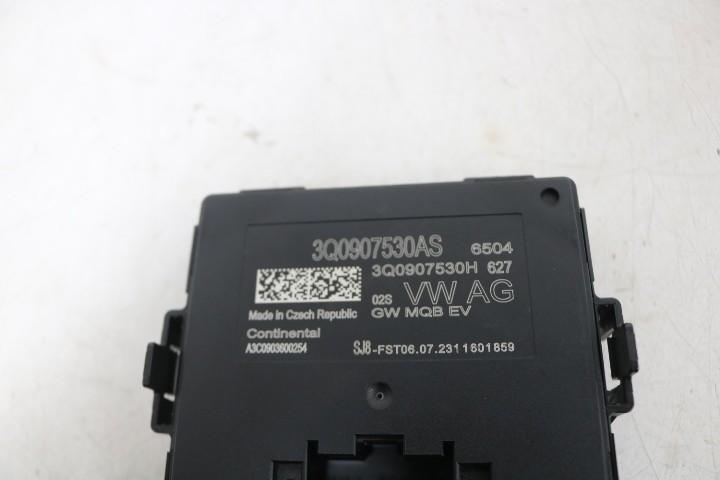 3Q0907530AS 6504
3Q0907530H 627
02S VW AG
Made in Czech Republic GW MQB EV
Continental
A3C0903600254 SJ8-FST06.07.2311601859